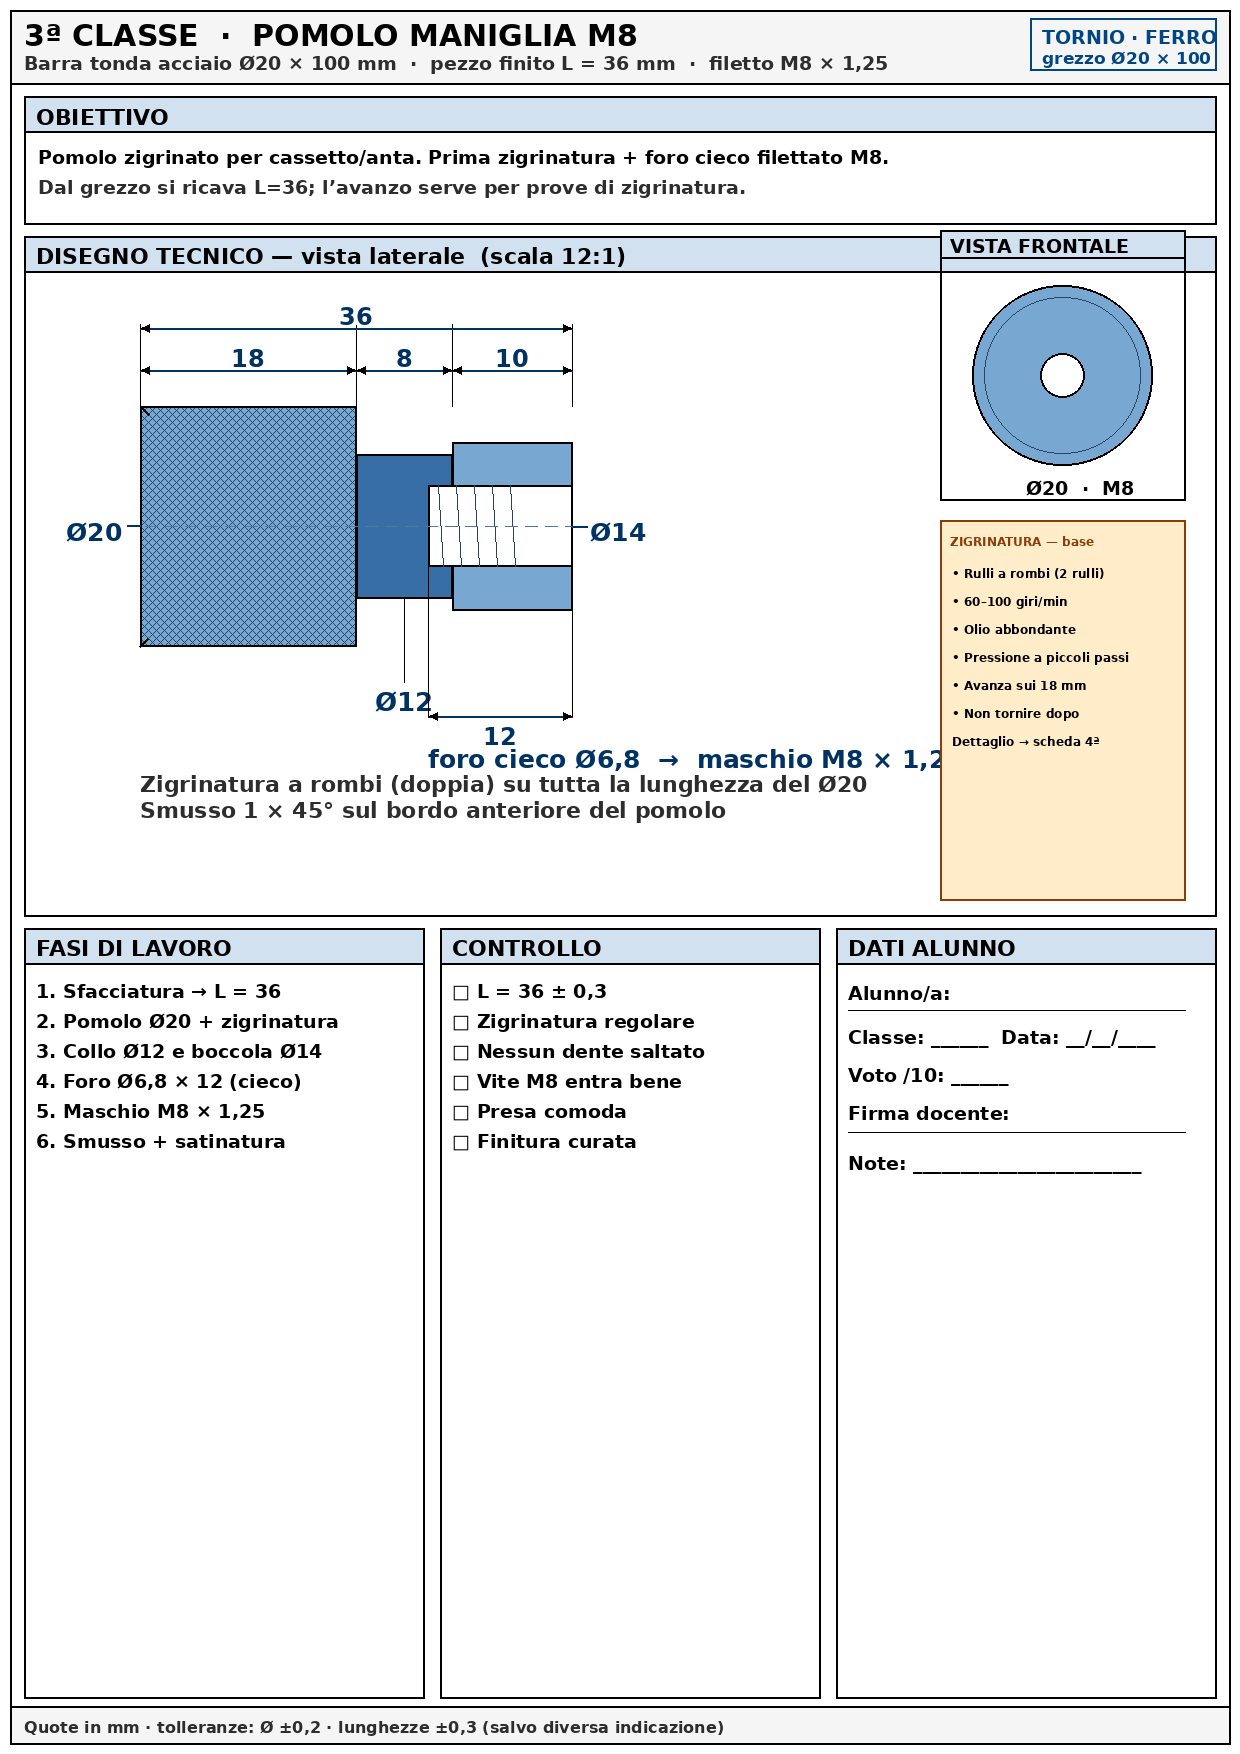 3ª CLASSE · POMOLO MANIGLIA M8
Barra tonda acciaio Ø20 × 100 mm · pezzo finito L = 36 mm · filetto M8 × 1,25
TORNIO · FERRO
grezzo Ø20 × 100
OBIETTIVO
Pomolo zigrinato per cassetto/anta. Prima zigrinatura + foro cieco filettato M8.
Dal grezzo si ricava L=36; l’avanzo serve per prove di zigrinatura.
DISEGNO TECNICO — vista laterale (scala 12:1)
36
18 8 10
Ø20
Ø14
Ø12
12
foro cieco Ø6,8 → maschio M8 × 1,2
Zigrinatura a rombi (doppia) su tutta la lunghezza del Ø20
Smusso 1 × 45° sul bordo anteriore del pomolo
VISTA FRONTALE
Ø20 · M8
ZIGRINATURA — base
• Rulli a rombi (2 rulli)
• 60–100 giri/min
• Olio abbondante
• Pressione a piccoli passi
• Avanza sui 18 mm
• Non tornire dopo
Dettaglio → scheda 4ª
FASI DI LAVORO
1. Sfacciatura → L = 36
2. Pomolo Ø20 + zigrinatura
3. Collo Ø12 e boccola Ø14
4. Foro Ø6,8 × 12 (cieco)
5. Maschio M8 × 1,25
6. Smusso + satinatura
CONTROLLO
□ L = 36 ± 0,3
□ Zigrinatura regolare
□ Nessun dente saltato
□ Vite M8 entra bene
□ Presa comoda
□ Finitura curata
DATI ALUNNO
Alunno/a:
Classe: ______ Data: __/__/____
Voto /10: ______
Firma docente:
Note: ________________________
Quote in mm · tolleranze: Ø ±0,2 · lunghezze ±0,3 (salvo diversa indicazione)